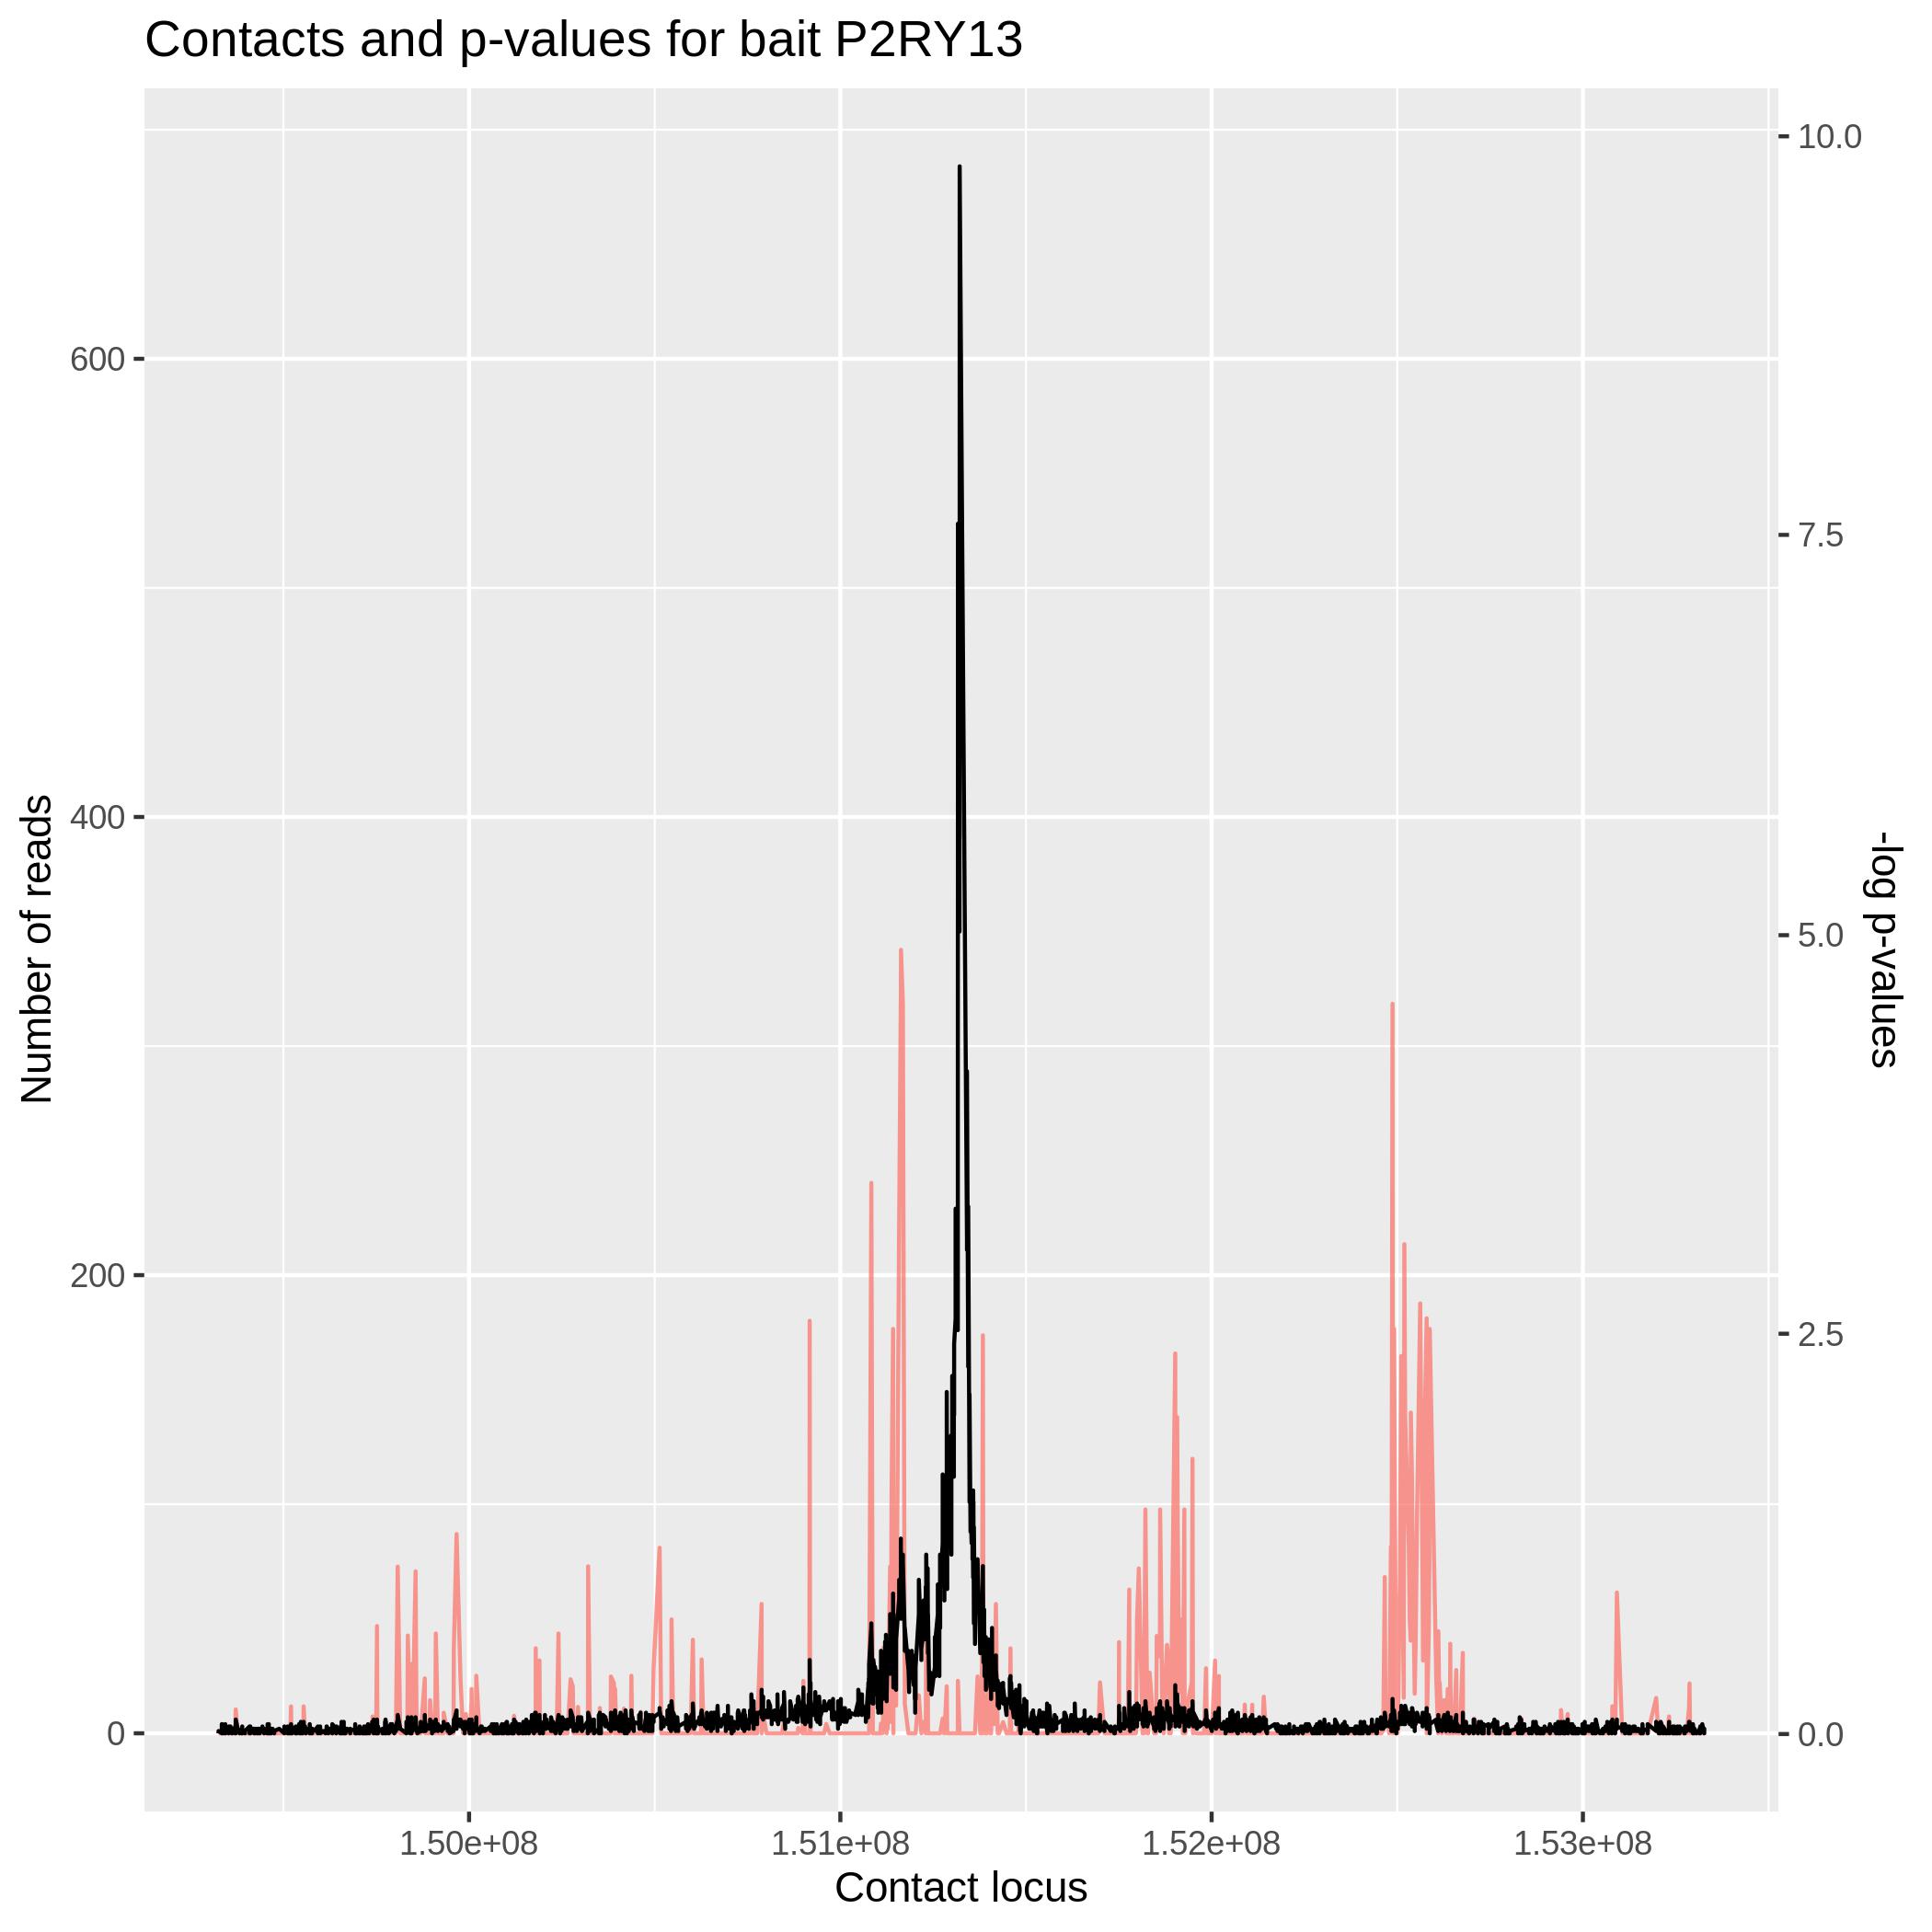 Contacts and p-values for bait P2RY13
10.0
7.5
5.0
2.5
0.0
600
400
200
0
Number of reads
-log p-values
1.50e+08
1.51e+08
1.52e+08
1.53e+08
Contact locus